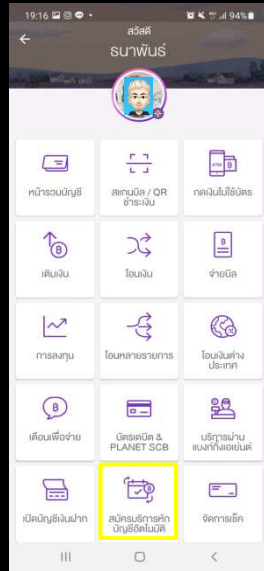 19:16 94%
สวัสดี
ธนาพันธ์
หน้ารวมบัญชี
สแกนบิล / QR
ชำระเงิน
ATM B
กดเงินไม่ใช้บัตร
เติมเงิน
โอนเงิน
จ่ายบิล
การลงทุน
โอนหลายรายการ
โอนเงินต่าง
ประเทศ
เตือนเพื่อจ่าย
บัตรเครดิต &
PLANET SCB
บริการผ่าน
แบงก์กิ้งเอเย่นต์
เปิดบัญชีเงินฝาก
สมัครบริการหัก
บัญชีอัตโนมัติ
จัดการเช็ค